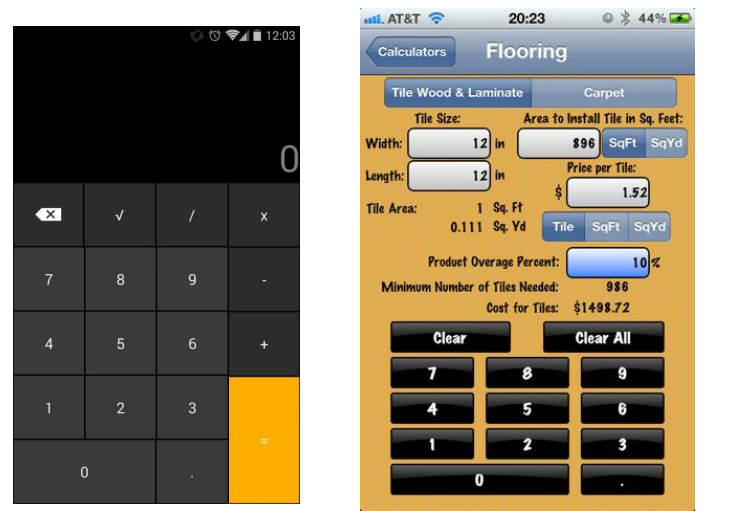 12:03
0
√ / x
7 8 9 -
4 5 6 +
1 2 3
=
0 .
AT&T 20:23 44%
Calculators Flooring
Tile Wood & Laminate Carpet
Tile Size: Area to Install Tile in Sq. Feet:
Width: 12 in 896 SqFt SqYd
Length: 12 in Price per Tile:
$ 1.52
Tile Area: 1 Sq. Ft
0.111 Sq. Yd Tile SqFt SqYd
Product Overage Percent: 10 %
Minimum Number of Tiles Needed: 986
Cost for Tiles: $1498.72
Clear Clear All
7 8 9
4 5 6
1 2 3
0 .